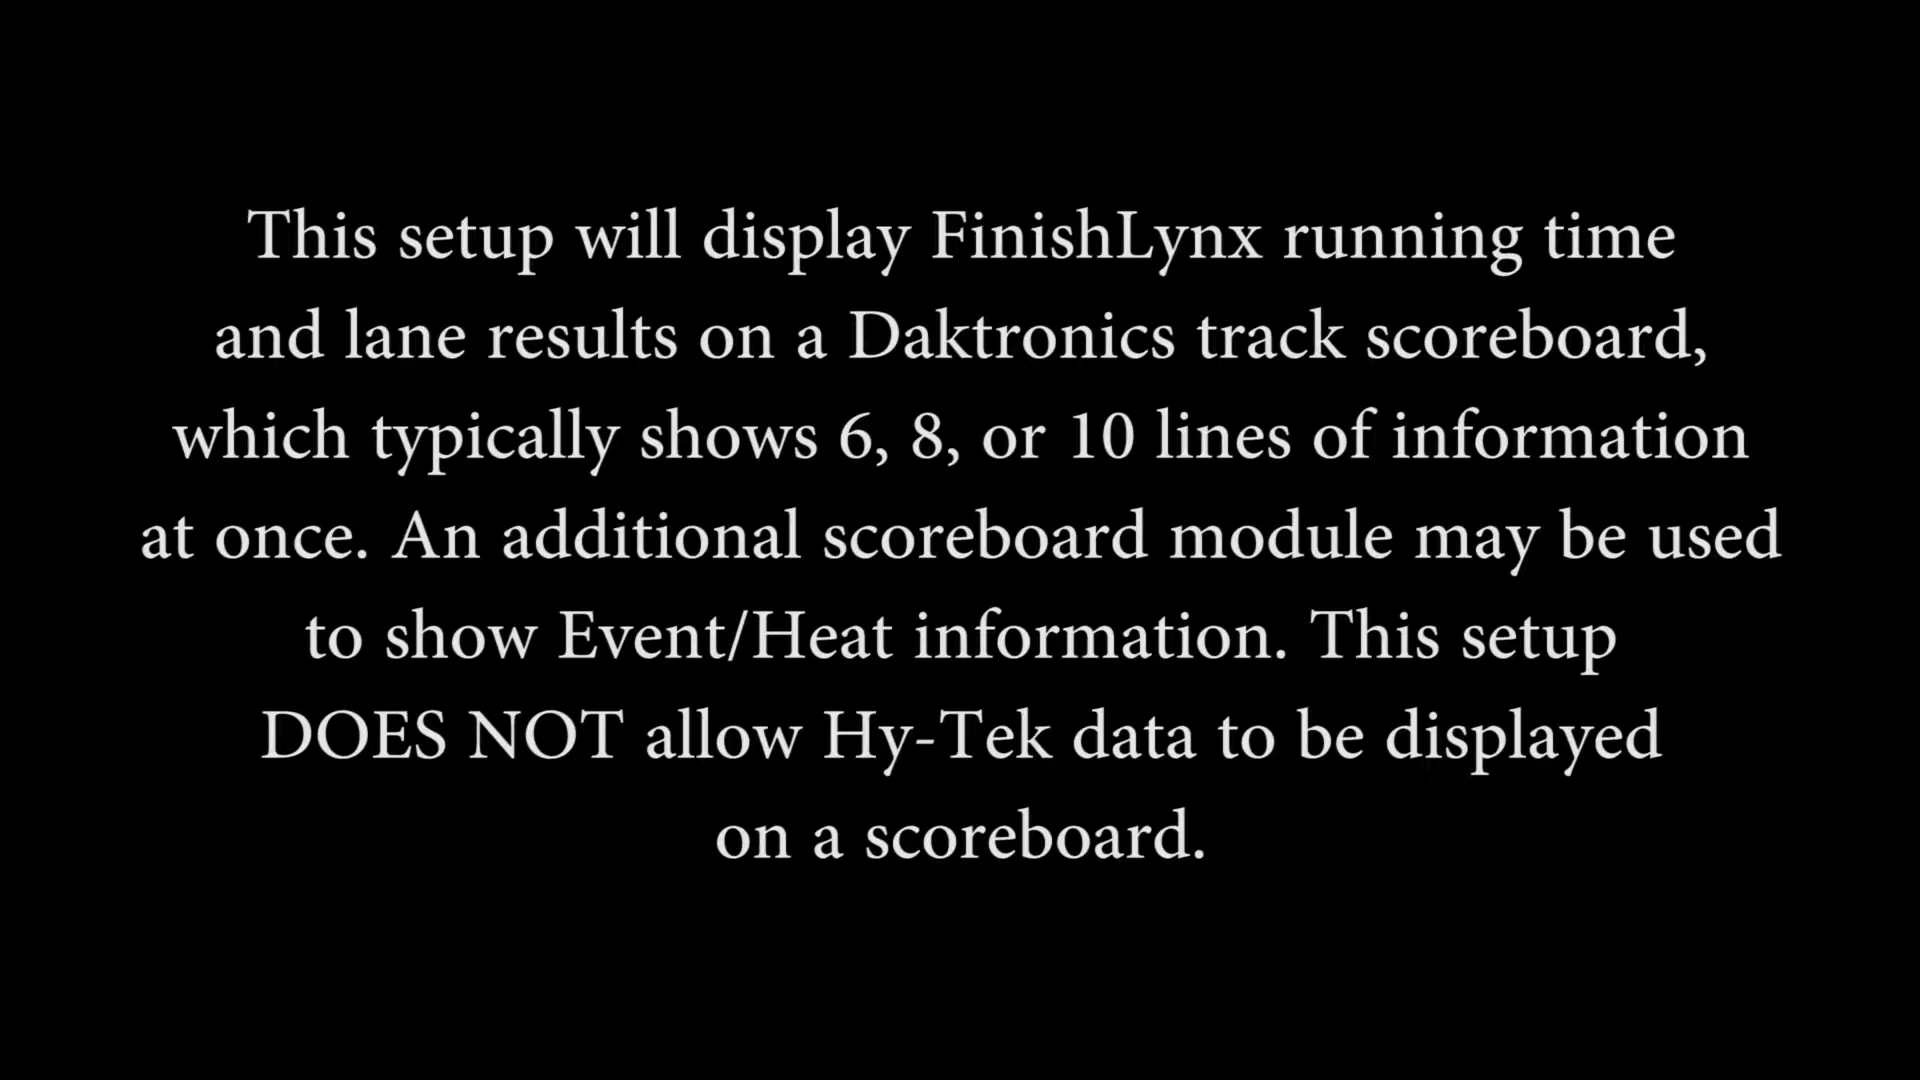 This setup will display FinishLynx running time
and lane results on a Daktronics track scoreboard,
which typically shows 6, 8, or 10 lines of information
at once. An additional scoreboard module may be used
to show Event/Heat information. This setup
DOES NOT allow Hy-Tek data to be displayed
on a scoreboard.